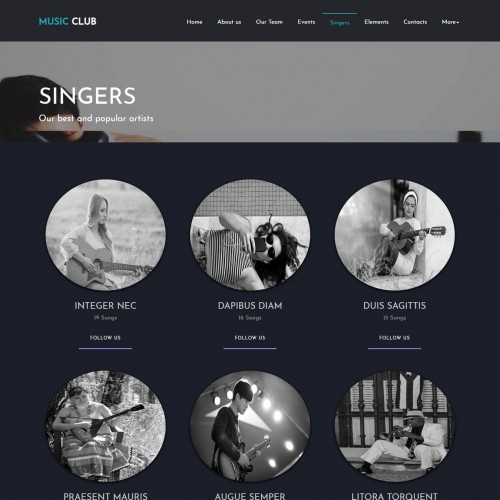 MUSIC CLUB
Home About us Our Team Events Singers Elements Contacts More
SINGERS
Our best and popular artists
INTEGER NEC DAPIBUS DIAM DUIS SAGITTIS
19 Songs 16 Songs 15 Songs
FOLLOW US FOLLOW US FOLLOW US
PRAESENT MAURIS AUGUE SEMPER LITORA TORQUENT